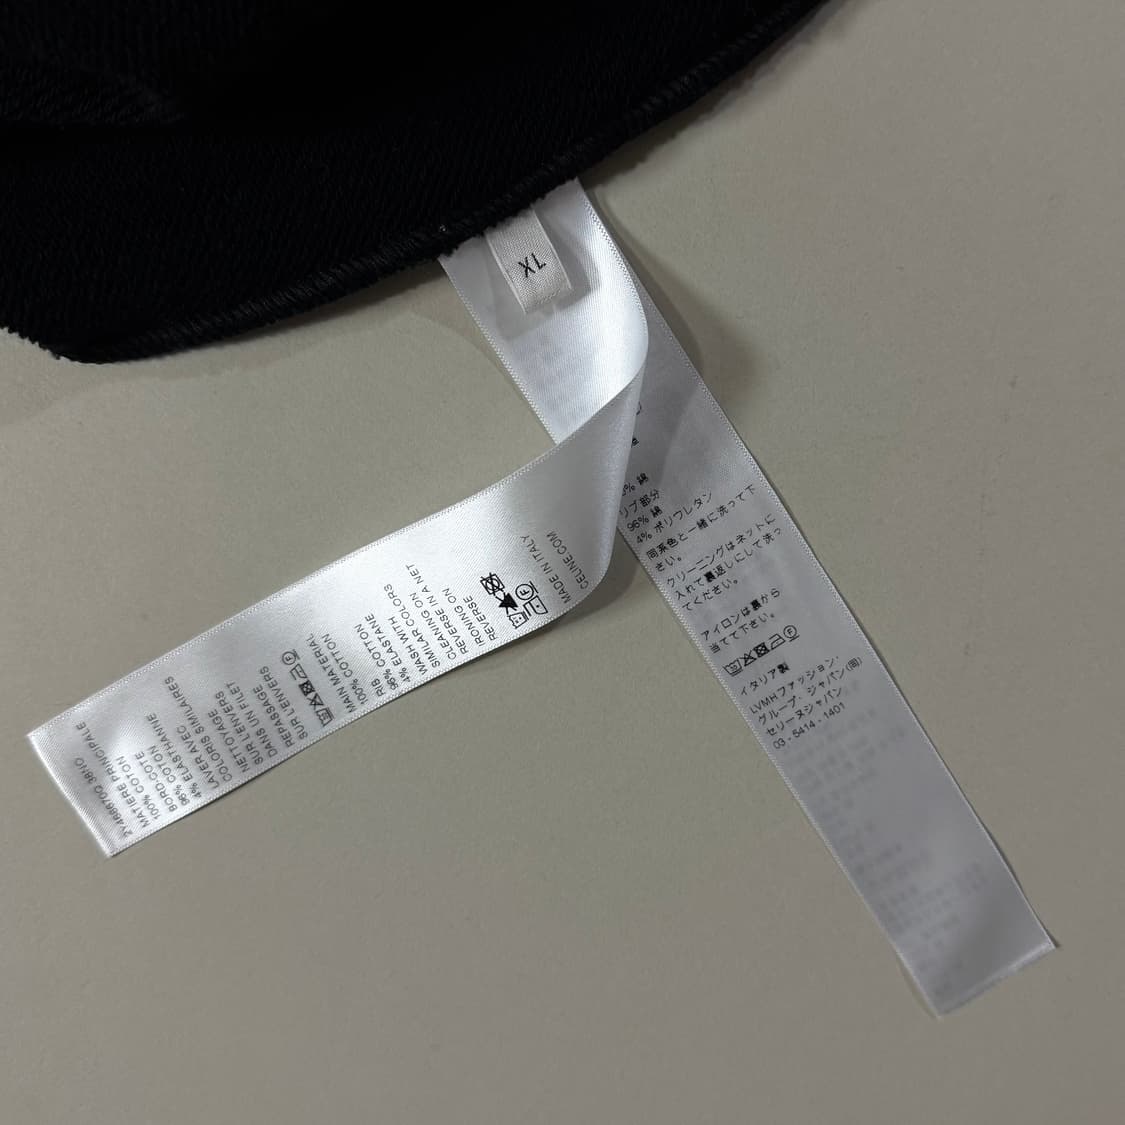 XL
2Y466670Q 38NO
MATIERE PRINCIPALE
100% COTON
BORD-COTE
96% COTON
4% ELASTHANNE
LAVER AVEC
COLORIS SIMILAIRES
NETTOYAGE
SUR L'ENVERS
DANS UN FILET
REPASSAGE
SUR L'ENVERS
MAIN MATERIAL
100% COTTON
RIB
96% COTTON
4% ELASTANE
WASH WITH
SIMILAR COLORS
CLEANING ON
REVERSE IN A NET
IRONING ON
REVERSE
MADE IN ITALY
CELINE.COM
% 綿
リブ部分
96% 綿
4% ポリウレタン
同系色と一緒に洗って下
さい。
クリーニングはネットに
入れて裏返しにして洗っ
てください。
アイロンは裏から
当てて下さい。
イタリア製
LVMHファッション・
グループ・ジャパン(同)
セリーヌジャパン
03-5414-1401